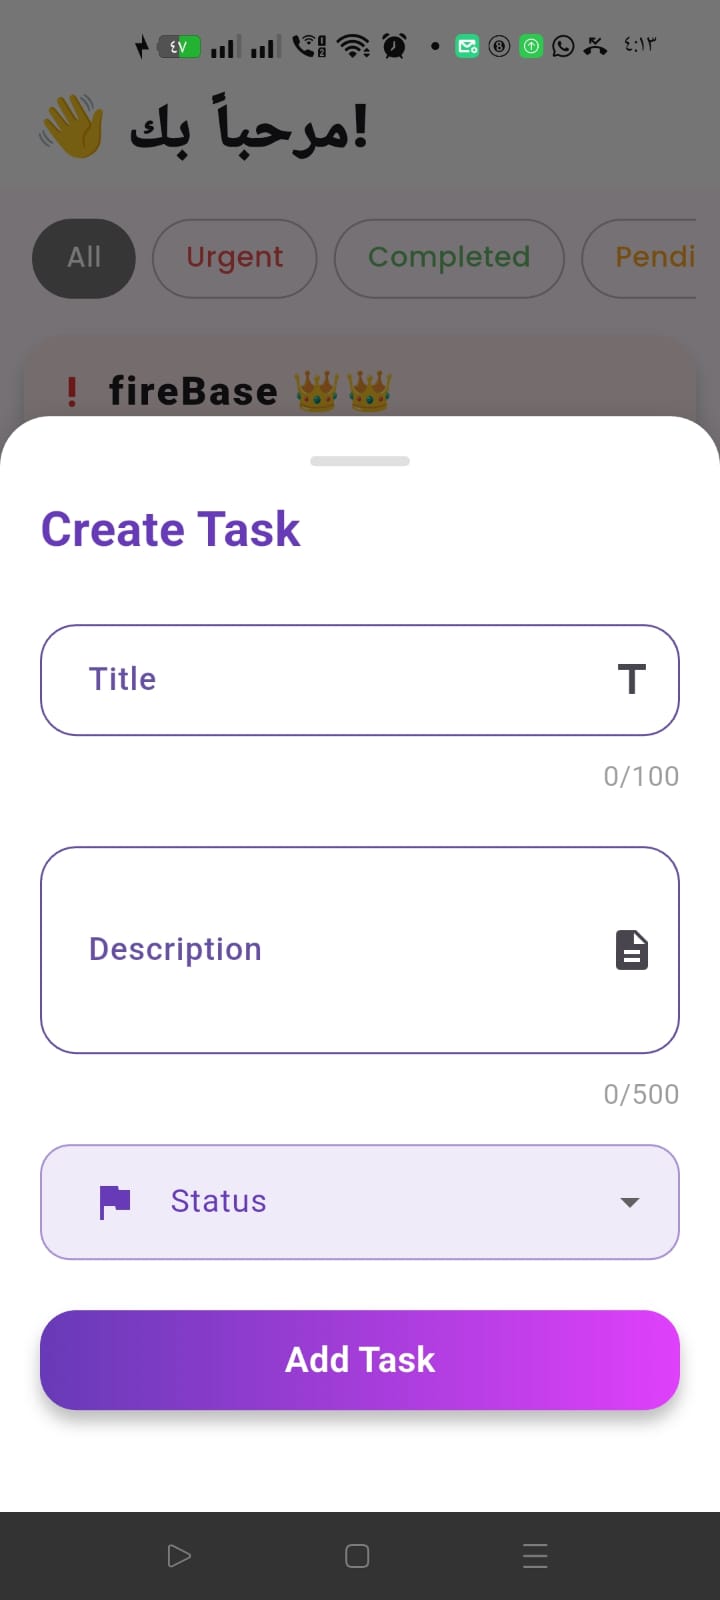 ٤٧ ٤:١٣
مرحباً بك!
All Urgent Completed Pendi
fireBase
Create Task
Title
0/100
Description
0/500
Status
Add Task